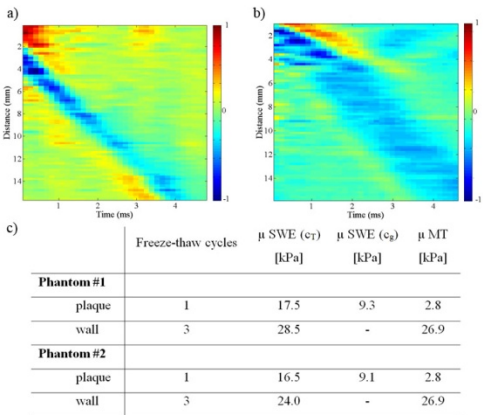 a)
b)
1
0
-1
Distance (mm)
2
4
6
8
10
12
14
1
2
3
4
Time (ms)
1
0
-1
Distance (mm)
2
4
6
8
10
12
14
1
2
3
4
Time (ms)
c)
Freeze-thaw cycles
μ SWE (cT) [kPa]
μ SWE (cg) [kPa]
μ MT [kPa]
Phantom #1
plaque 1 17.5 9.3 2.8
wall 3 28.5 - 26.9
Phantom #2
plaque 1 16.5 9.1 2.8
wall 3 24.0 - 26.9